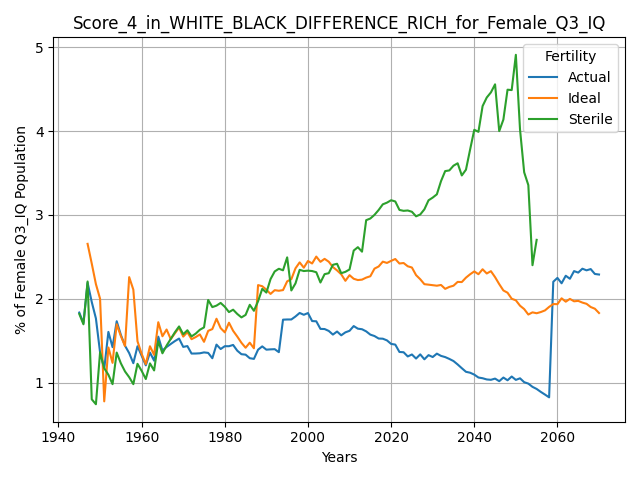 Score_4_in_WHITE_BLACK_DIFFERENCE_RICH_for_Female_Q3_IQ
% of Female Q3_IQ Population
5
4
3
2
1
Fertility
Actual
Ideal
Sterile
1940 1960 1980 2000 2020 2040 2060
Years